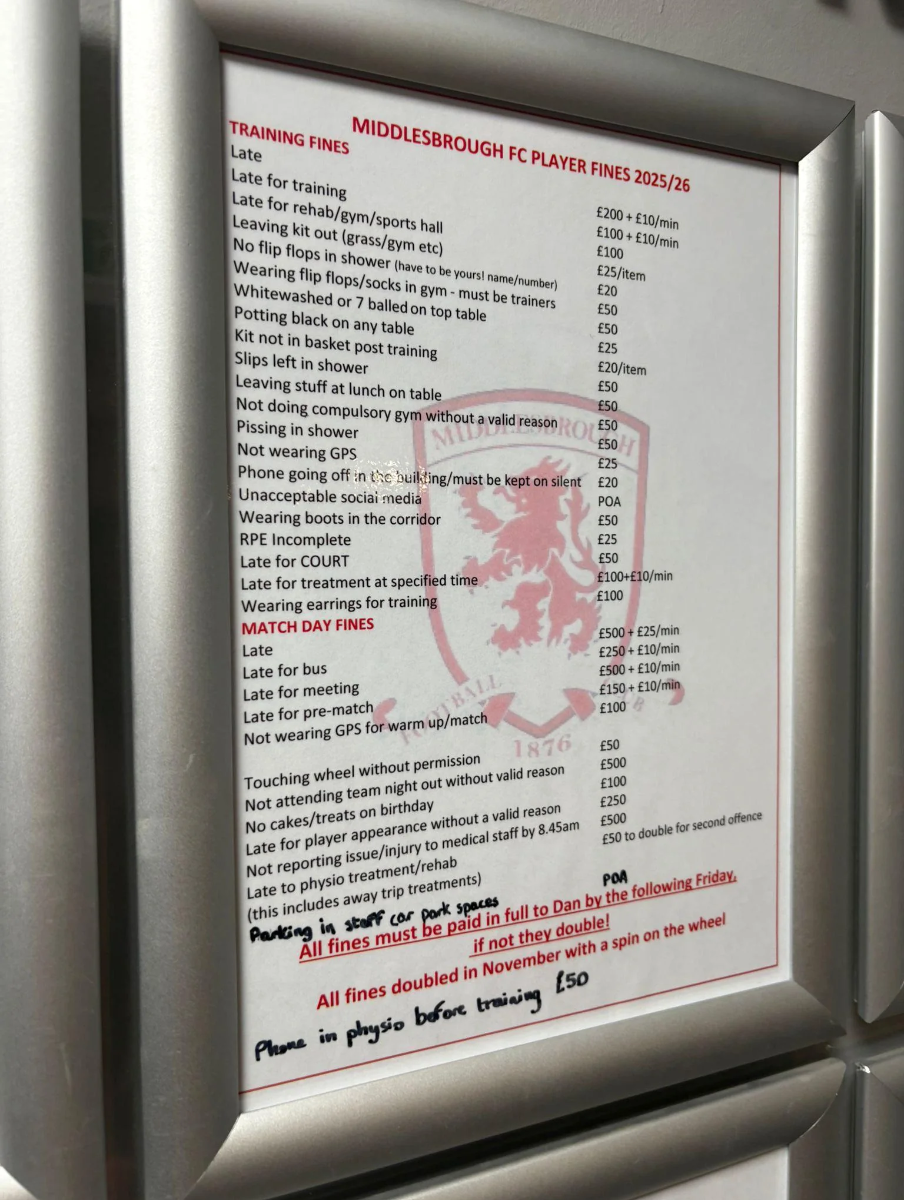 MIDDLESBROUGH FC PLAYER FINES 2025/26
TRAINING FINES
Late £200 + £10/min
Late for training £100 + £10/min
Late for rehab/gym/sports hall £100
Leaving kit out (grass/gym etc) £25/item
No flip flops in shower (have to be yours! name/number) £20
Wearing flip flops/socks in gym - must be trainers £50
Whitewashed or 7 balled on top table £50
Potting black on any table £25
Kit not in basket post training £20/item
Slips left in shower £50
Leaving stuff at lunch on table £50
Not doing compulsory gym without a valid reason £50
Pissing in shower £50
Not wearing GPS £25
Phone going off in the building/must be kept on silent £20
Unacceptable social media POA
Wearing boots in the corridor £50
RPE Incomplete £25
Late for COURT £50
Late for treatment at specified time £100+£10/min
Wearing earrings for training £100
MATCH DAY FINES
Late £500 + £25/min
Late for bus £250 + £10/min
Late for meeting £500 + £10/min
Late for pre-match £150 + £10/min
Not wearing GPS for warm up/match £100
Touching wheel without permission £50
Not attending team night out without valid reason £500
No cakes/treats on birthday £100
Late for player appearance without a valid reason £250
Not reporting issue/injury to medical staff by 8.45am £500
Late to physio treatment/rehab £50 to double for second offence
(this includes away trip treatments)
Parking in staff car park spaces POA
All fines must be paid in full to Dan by the following Friday,
if not they double!
All fines doubled in November with a spin on the wheel
Phone in physio before training £50
MIDDLESBROUGH
FOOTBALL CLUB
1876